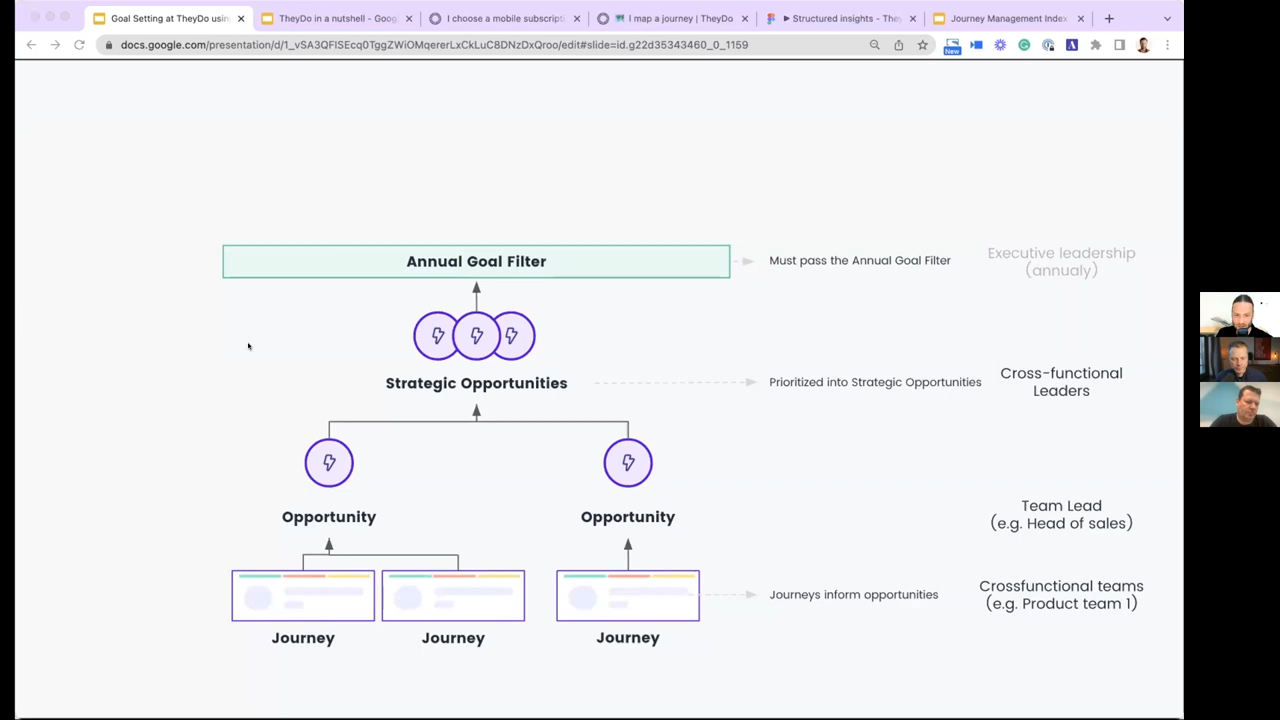 Goal Setting at TheyDo usin
TheyDo in a nutshell - Goog
I choose a mobile subscripti
I map a journey | TheyDo
Structured insights - They
Journey Management Index
docs.google.com/presentation/d/1_vSA3QFISEcq0TggZWiOMqererLxCkLuC8DNzDxQroo/edit#slide=id.g22d35343460_0_1159
New
Annual Goal Filter
Must pass the Annual Goal Filter
Executive leadership
(annualy)
Strategic Opportunities
Prioritized into Strategic Opportunities
Cross-functional
Leaders
Opportunity
Opportunity
Team Lead
(e.g. Head of sales)
Journeys inform opportunities
Crossfunctional teams
(e.g. Product team 1)
Journey
Journey
Journey